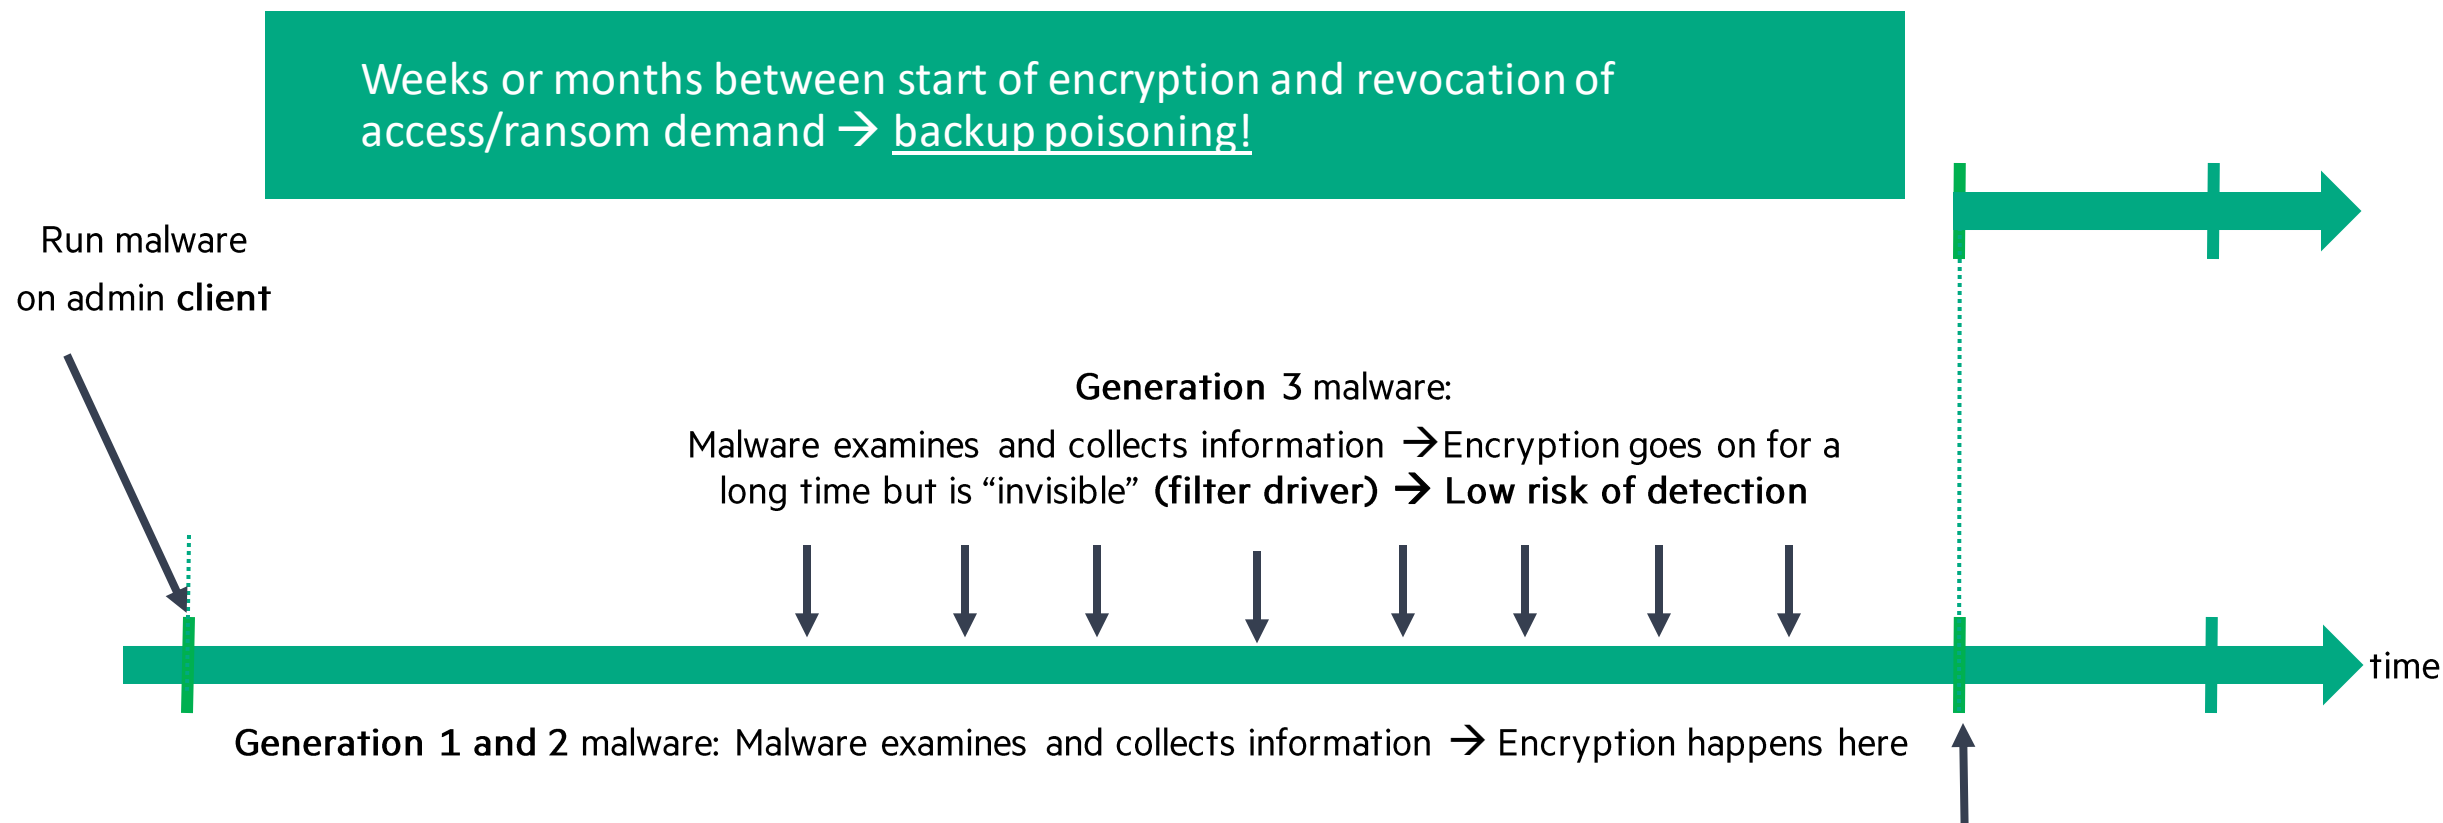 Weeks or months between start of encryption and revocation of
access/ransom demand → backup poisoning!
Run malware
on admin client
Generation 3 malware:
Malware examines and collects information →Encryption goes on for a
long time but is “invisible” (filter driver) → Low risk of detection
time
Generation 1 and 2 malware: Malware examines and collects information → Encryption happens here